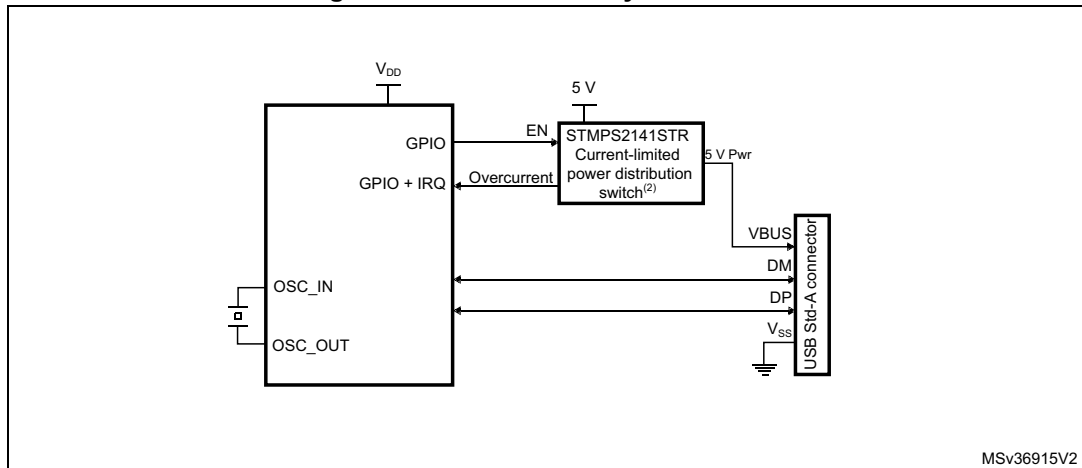 V_DD
5 V
GPIO
EN
STMPS2141STR
Current-limited
power distribution
switch(2)
5 V Pwr
GPIO + IRQ
Overcurrent
VBUS
DM
OSC_IN
DP
OSC_OUT
V_SS
USB Std-A connector
MSv36915V2